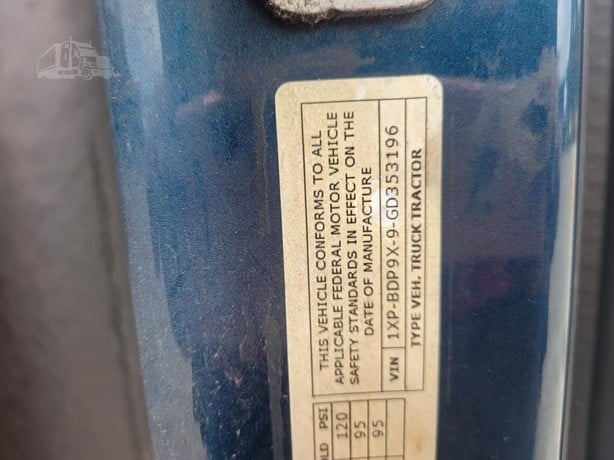 THIS VEHICLE CONFORMS TO ALL
APPLICABLE FEDERAL MOTOR VEHICLE
SAFETY STANDARDS IN EFFECT ON THE
DATE OF MANUFACTURE
VIN 1XP-BDP9X-9-GD353196
TYPE VEH. TRUCK TRACTOR
LD PSI
120
95
95